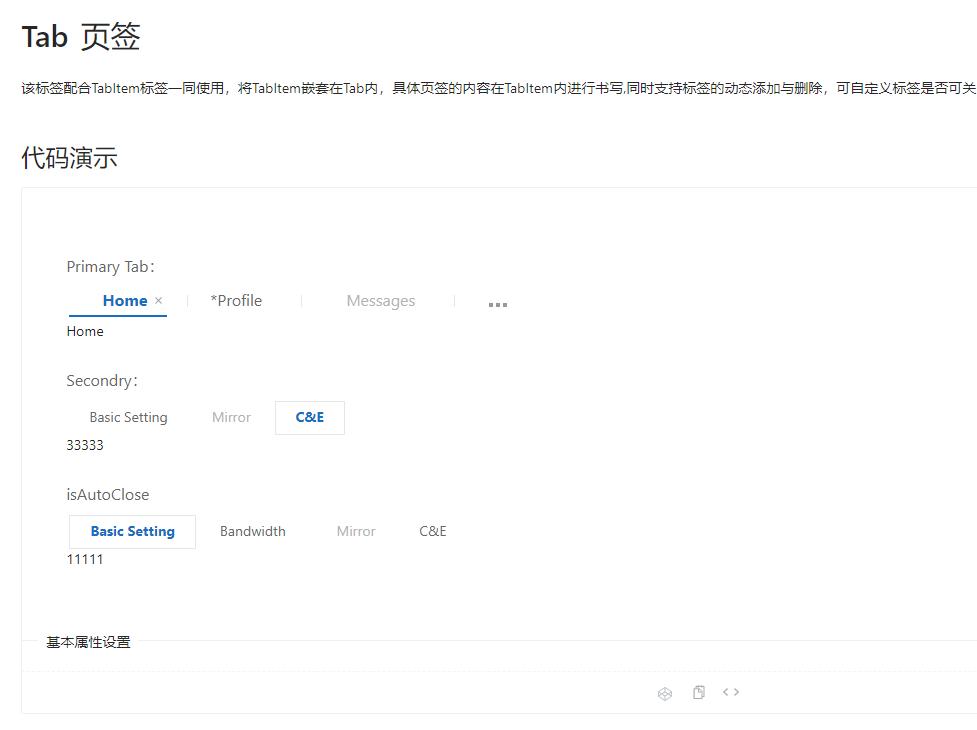 Tab 页签
该标签配合TabItem标签一同使用，将TabItem嵌套在Tab内，具体页签的内容在TabItem内进行书写,同时支持标签的动态添加与删除，可自定义标签是否可关
代码演示
Primary Tab：
Home × *Profile Messages ...
Home
Secondry：
Basic Setting Mirror C&E
33333
isAutoClose
Basic Setting Bandwidth Mirror C&E
11111
基本属性设置